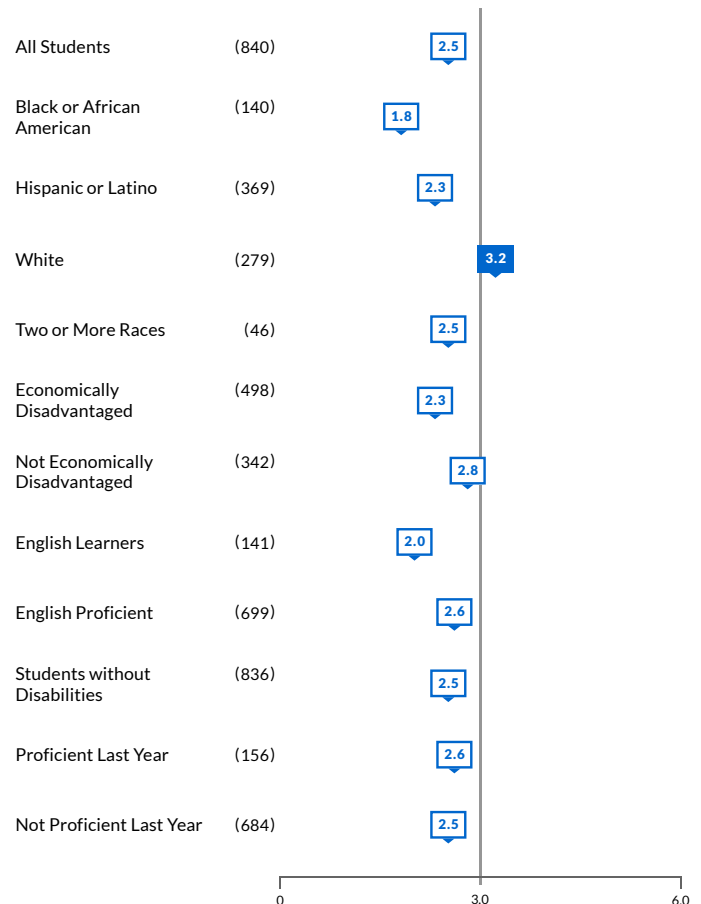 All Students (840) 2.5
Black or African (140) 1.8
American
Hispanic or Latino (369) 2.3
White (279) 3.2
Two or More Races (46) 2.5
Economically (498) 2.3
Disadvantaged
Not Economically (342) 2.8
Disadvantaged
English Learners (141) 2.0
English Proficient (699) 2.6
Students without (836) 2.5
Disabilities
Proficient Last Year (156) 2.6
Not Proficient Last Year (684) 2.5
0 3.0 6.0